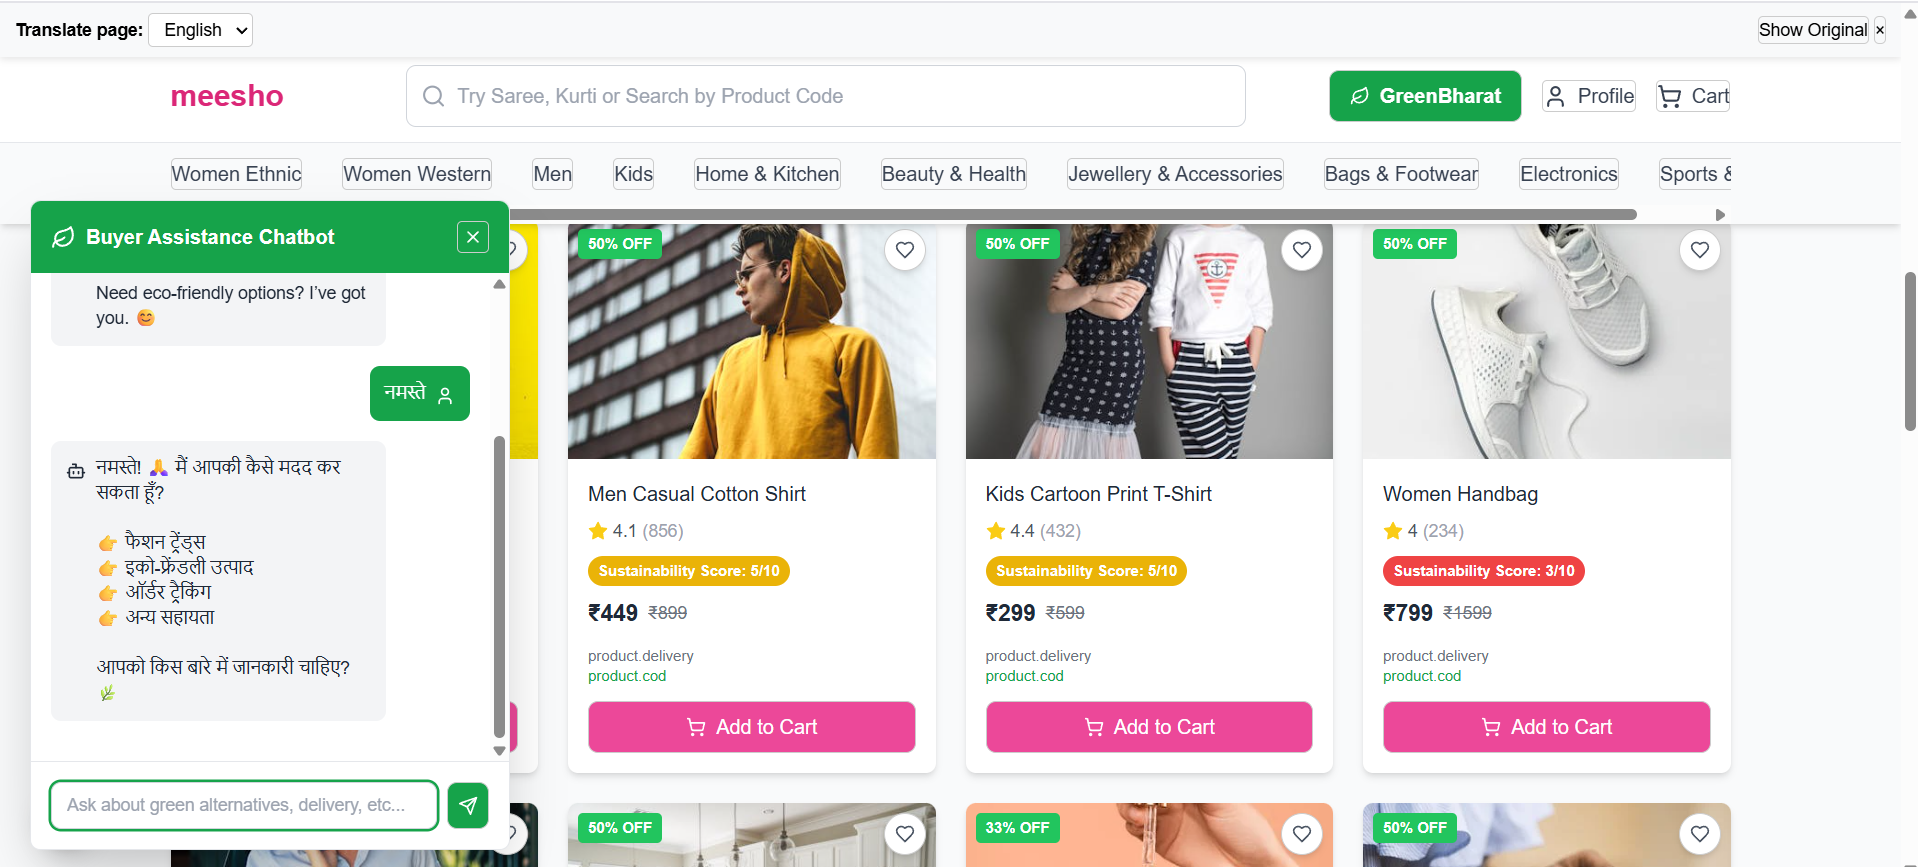 Translate page: English Show Original ×
meesho Try Saree, Kurti or Search by Product Code GreenBharat Profile Cart
Women Ethnic Women Western Men Kids Home & Kitchen Beauty & Health Jewellery & Accessories Bags & Footwear Electronics Sports &
Buyer Assistance Chatbot
Need eco-friendly options? I've got
you. 😊
नमस्ते
नमस्ते! 🙏 मैं आपकी कैसे मदद कर
सकता हूँ?
👉 फैशन ट्रेंड्स
👉 इको-फ्रेंडली उत्पाद
👉 ऑर्डर ट्रैकिंग
👉 अन्य सहायता
आपको किस बारे में जानकारी चाहिए?
🌿
Ask about green alternatives, delivery, etc...
50% OFF
Men Casual Cotton Shirt
4.1 (856)
Sustainability Score: 5/10
₹449 ₹899
product.delivery
product.cod
Add to Cart
50% OFF
Kids Cartoon Print T-Shirt
4.4 (432)
Sustainability Score: 5/10
₹299 ₹599
product.delivery
product.cod
Add to Cart
50% OFF
Women Handbag
4 (234)
Sustainability Score: 3/10
₹799 ₹1599
product.delivery
product.cod
Add to Cart
50% OFF
33% OFF
50% OFF